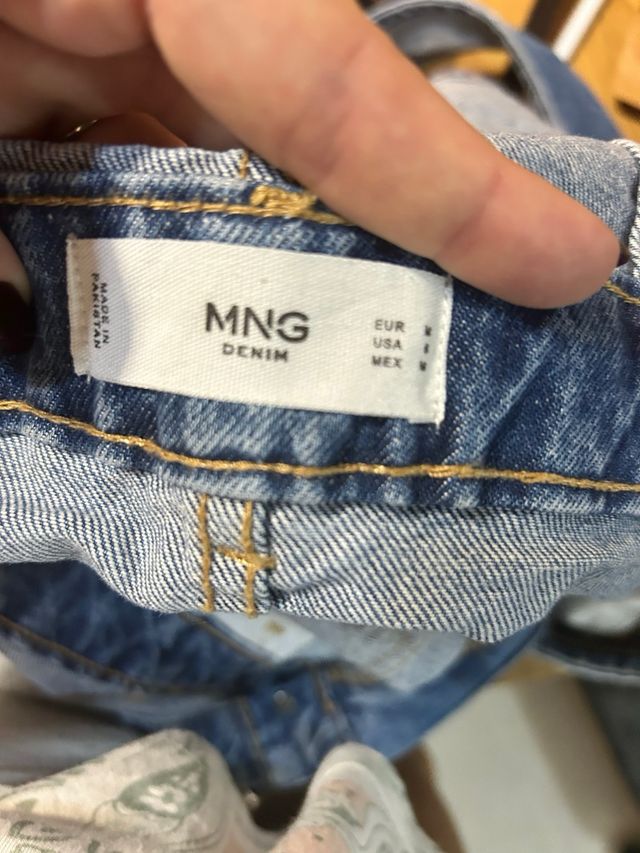 MADE IN
PAKISTAN
MNG
DENIM
EUR M
USA
MEX M